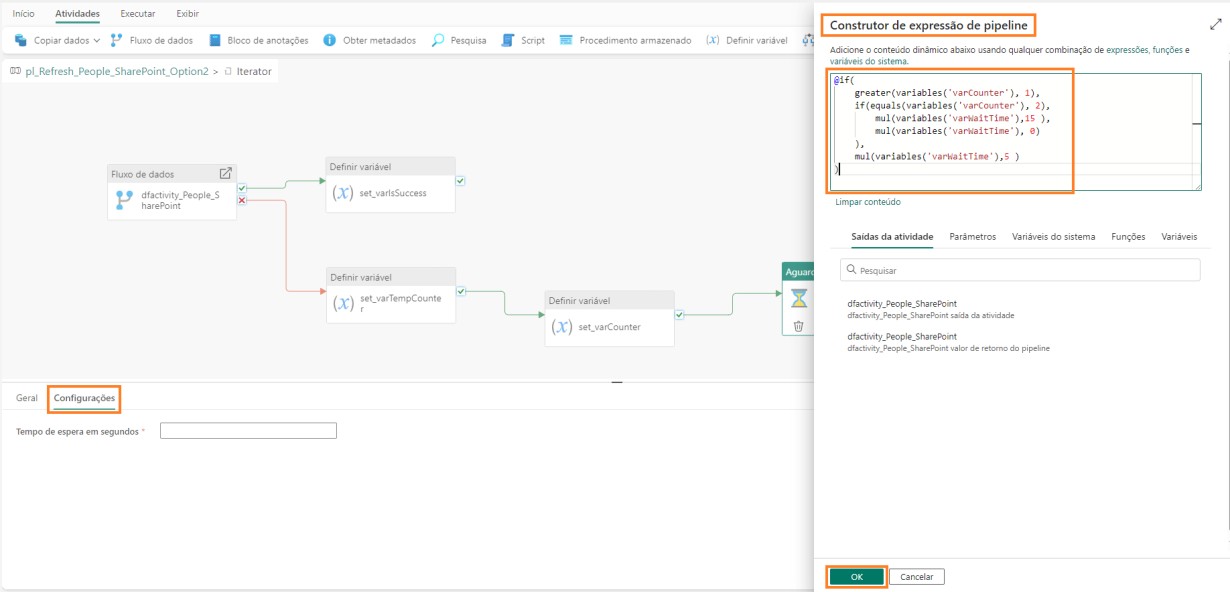 Início Atividades Executar Exibir
Copiar dados Fluxo de dados Bloco de anotações Obter metadados Pesquisa Script Procedimento armazenado (x) Definir variável
pl_Refresh_People_SharePoint_Option2 > Iterator
Fluxo de dados
dfactivity_People_S
harePoint
Definir variável
(x) set_varIsSuccess
Definir variável
(x) set_varTempCounte
r
Definir variável
(x) set_varCounter
Aguard
Geral Configurações
Tempo de espera em segundos *
Construtor de expressão de pipeline
Adicione o conteúdo dinâmico abaixo usando qualquer combinação de expressões, funções e
variáveis do sistema.
@if(
greater(variables('varCounter'), 1),
if(equals(variables('varCounter'), 2),
mul(variables('varWaitTime'),15 ),
mul(variables('varWaitTime'), 0)
),
mul(variables('varWaitTime'),5 )
)
Limpar conteúdo
Saídas da atividade Parâmetros Variáveis do sistema Funções Variáveis
Pesquisar
dfactivity_People_SharePoint
dfactivity_People_SharePoint saída da atividade
dfactivity_People_SharePoint
dfactivity_People_SharePoint valor de retorno do pipeline
OK Cancelar